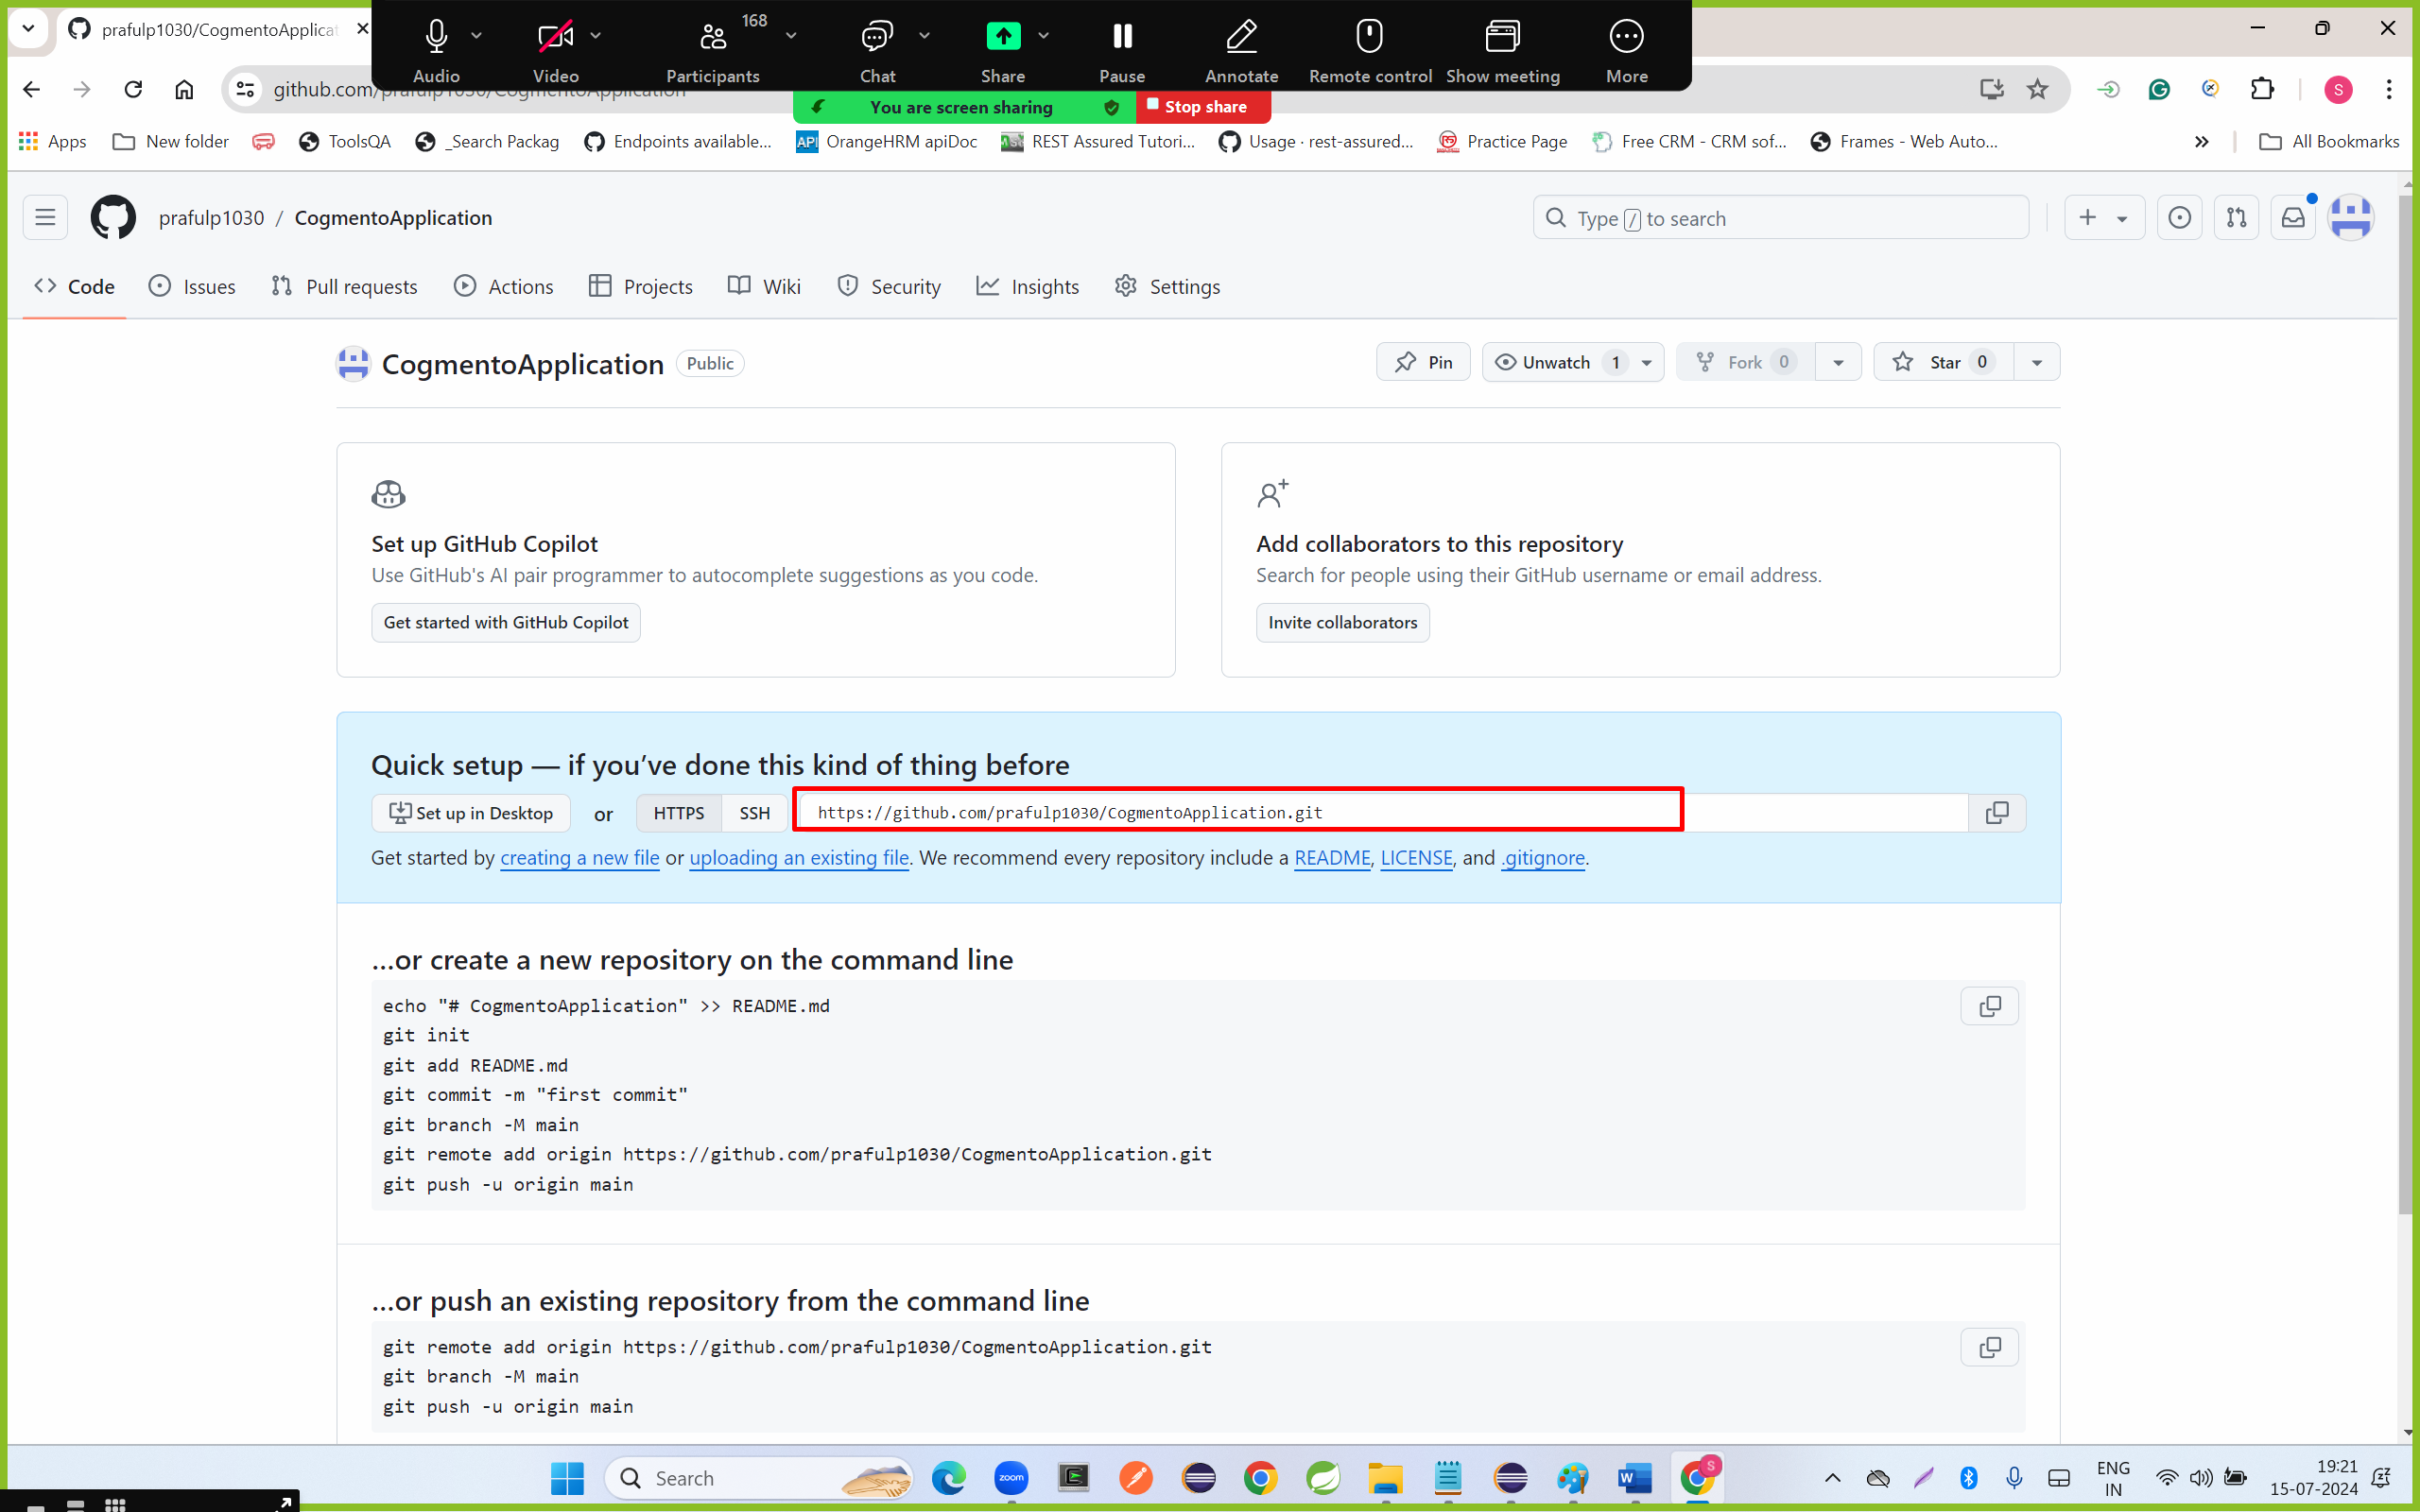 prafulp1030/CogmentoApplicat
Audio
Video
168
Participants
Chat
Share
Pause
Annotate
Remote control
Show meeting
More
github.com/prafulp1030/CogmentoApplication
You are screen sharing
Stop share
S
Apps
New folder
ToolsQA
_Search Packag
Endpoints available...
API
OrangeHRM apiDoc
REST Assured Tutori...
Usage · rest-assured...
Practice Page
Free CRM - CRM sof...
Frames - Web Auto...
All Bookmarks
prafulp1030 / CogmentoApplication
Type / to search
Code
Issues
Pull requests
Actions
Projects
Wiki
Security
Insights
Settings
CogmentoApplication
Public
Pin
Unwatch 1
Fork 0
Star 0
Set up GitHub Copilot
Use GitHub's AI pair programmer to autocomplete suggestions as you code.
Get started with GitHub Copilot
Add collaborators to this repository
Search for people using their GitHub username or email address.
Invite collaborators
Quick setup — if you’ve done this kind of thing before
Set up in Desktop
or
HTTPS
SSH
https://github.com/prafulp1030/CogmentoApplication.git
Get started by creating a new file or uploading an existing file. We recommend every repository include a README, LICENSE, and .gitignore.
…or create a new repository on the command line
echo "# CogmentoApplication" >> README.md
git init
git add README.md
git commit -m "first commit"
git branch -M main
git remote add origin https://github.com/prafulp1030/CogmentoApplication.git
git push -u origin main
…or push an existing repository from the command line
git remote add origin https://github.com/prafulp1030/CogmentoApplication.git
git branch -M main
git push -u origin main
Search
zoom
W
S
ENG
IN
19:21
15-07-2024